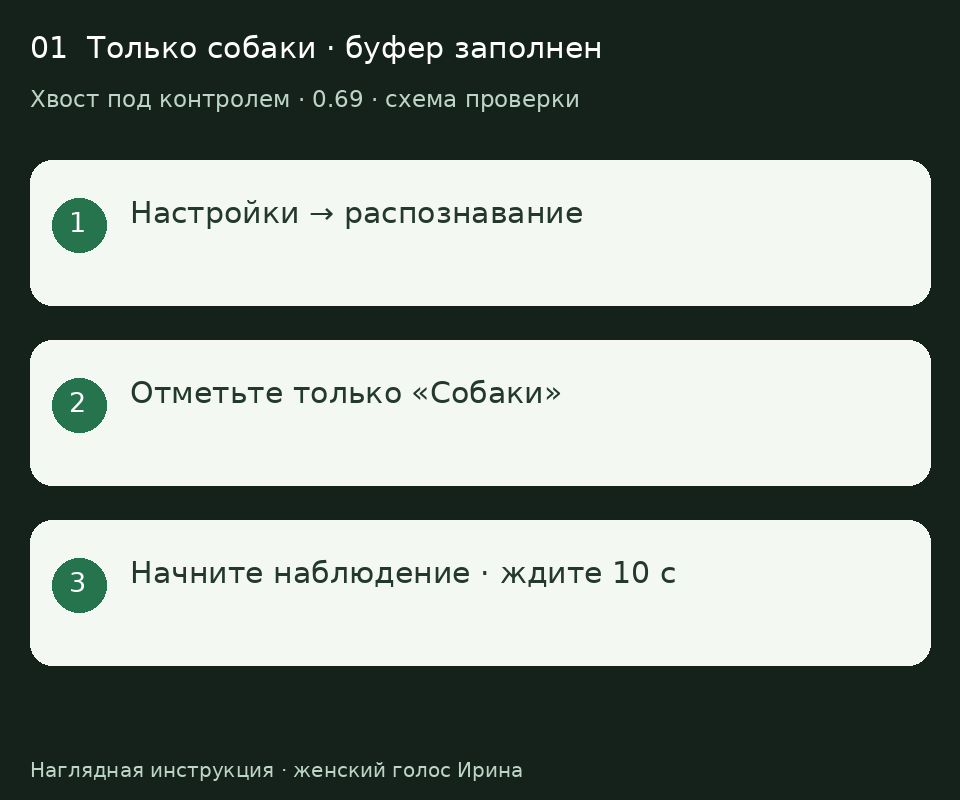 01 Только собаки · буфер заполнен
Хвост под контролем · 0.69 · схема проверки
1 Настройки → распознавание
2 Отметьте только «Собаки»
3 Начните наблюдение · ждите 10 с
Наглядная инструкция · женский голос Ирина